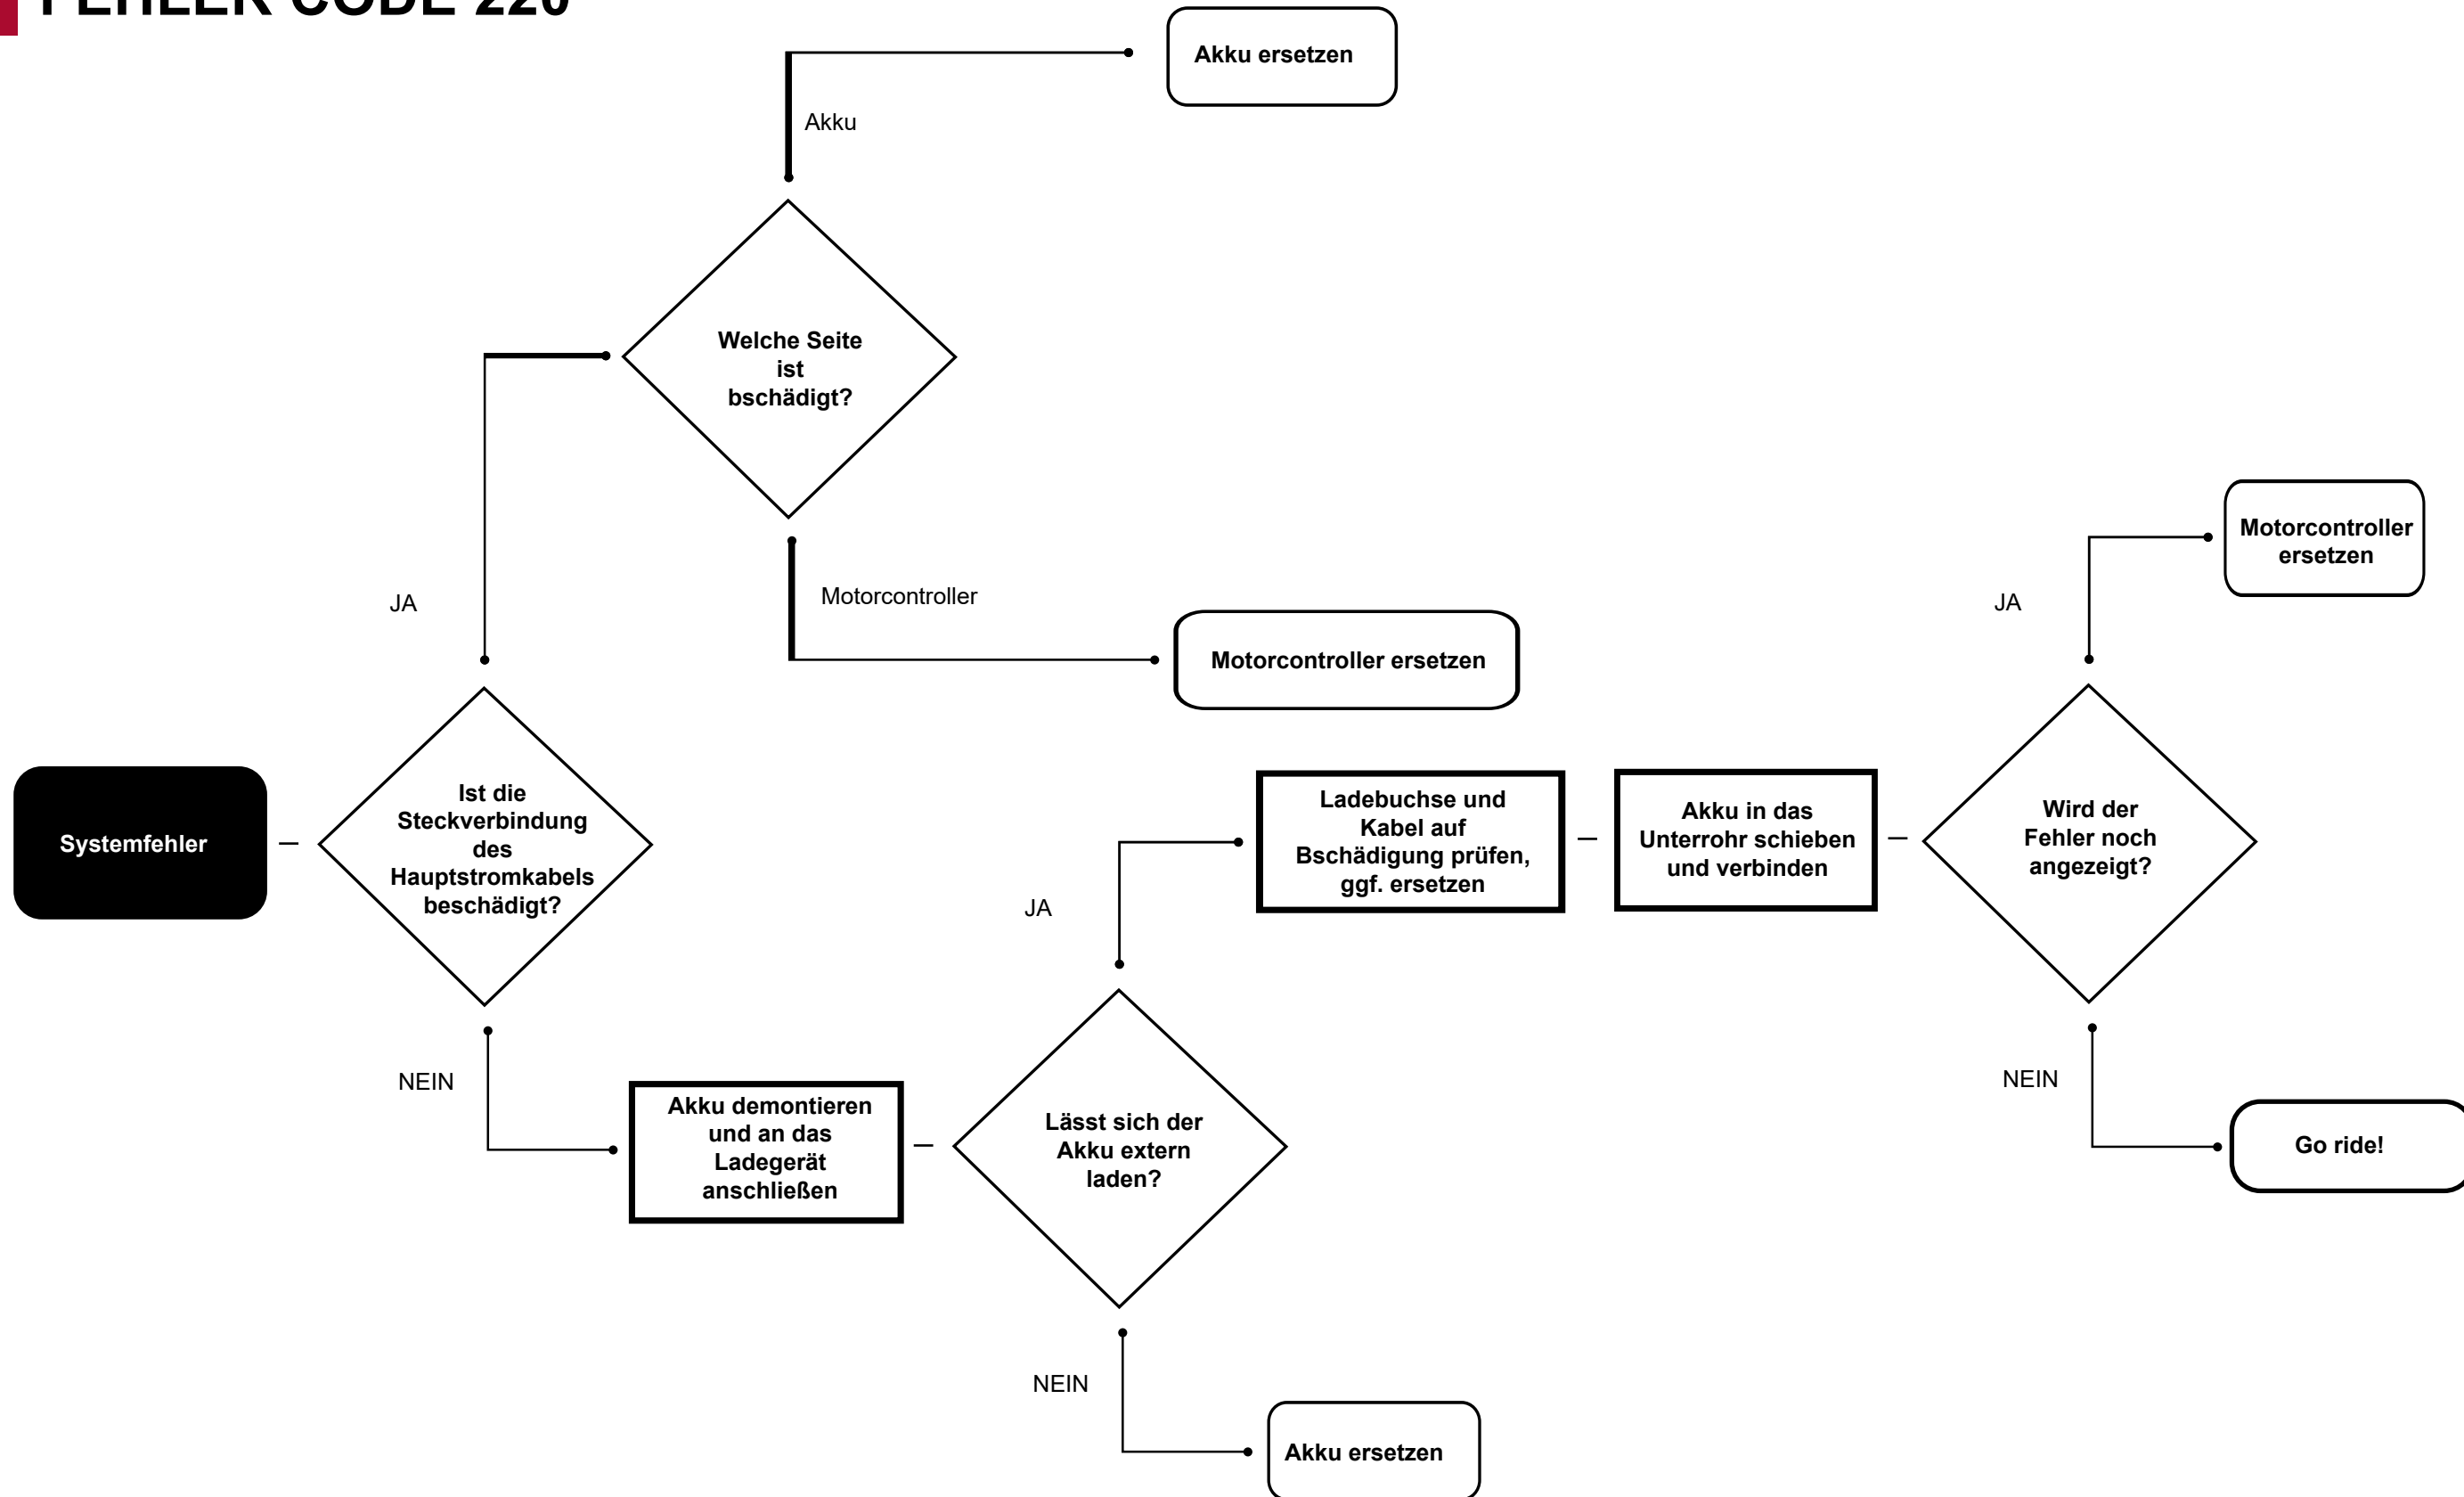 FEHLER CODE 220
Akku ersetzen
Akku
Welche Seite
ist
bschädigt?
JA
Motorcontroller
Motorcontroller ersetzen
Systemfehler
Ist die
Steckverbindung
des
Hauptstromkabels
beschädigt?
NEIN
Akku demontieren
und an das
Ladegerät
anschließen
Lässt sich der
Akku extern
laden?
JA
Ladebuchse und
Kabel auf
Bschädigung prüfen,
ggf. ersetzen
Akku in das
Unterrohr schieben
und verbinden
Wird der
Fehler noch
angezeigt?
JA
Motorcontroller
ersetzen
NEIN
Go ride!
NEIN
Akku ersetzen